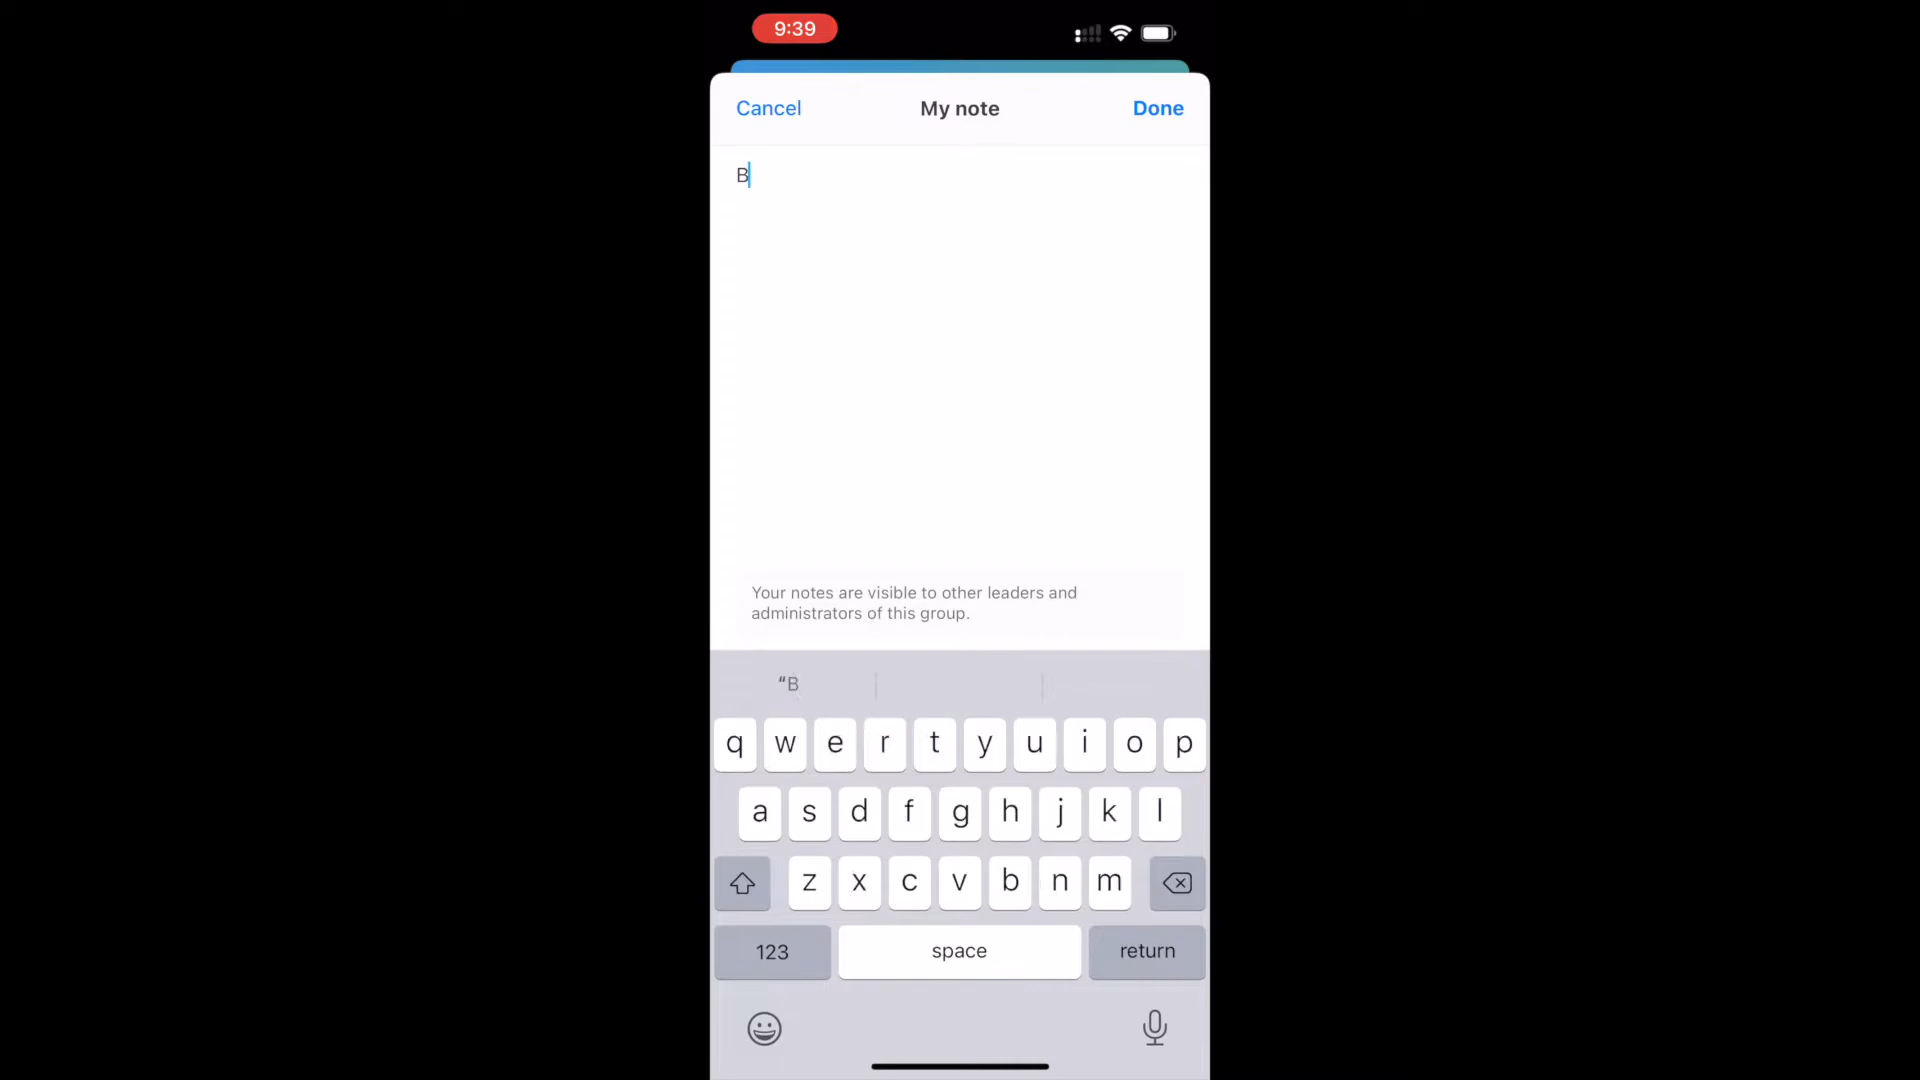 9:39
Cancel My note Done
B
Your notes are visible to other leaders and
administrators of this group.
“B
q w e r t y u i o p
a s d f g h j k l
z x c v b n m
123 space return